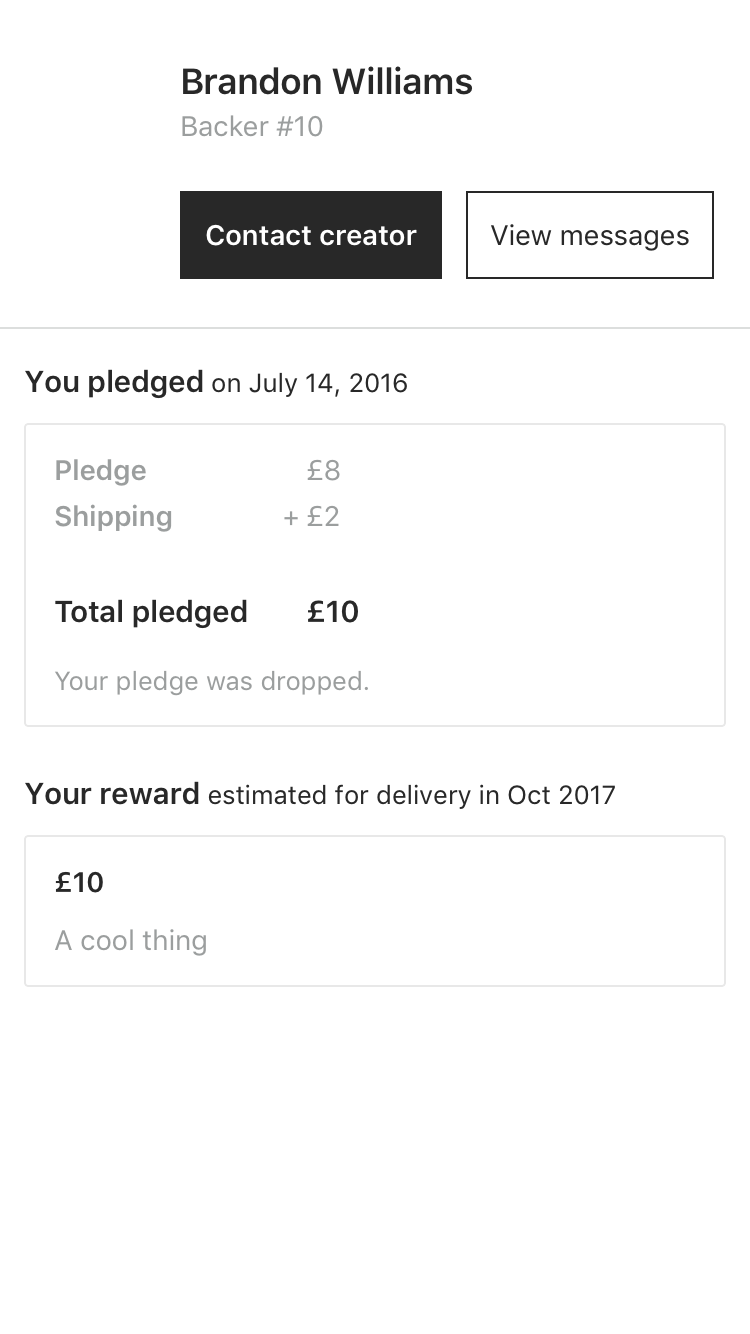 Brandon Williams
Backer #10
Contact creator View messages
You pledged on July 14, 2016
Pledge £8
Shipping + £2
Total pledged £10
Your pledge was dropped.
Your reward estimated for delivery in Oct 2017
£10
A cool thing